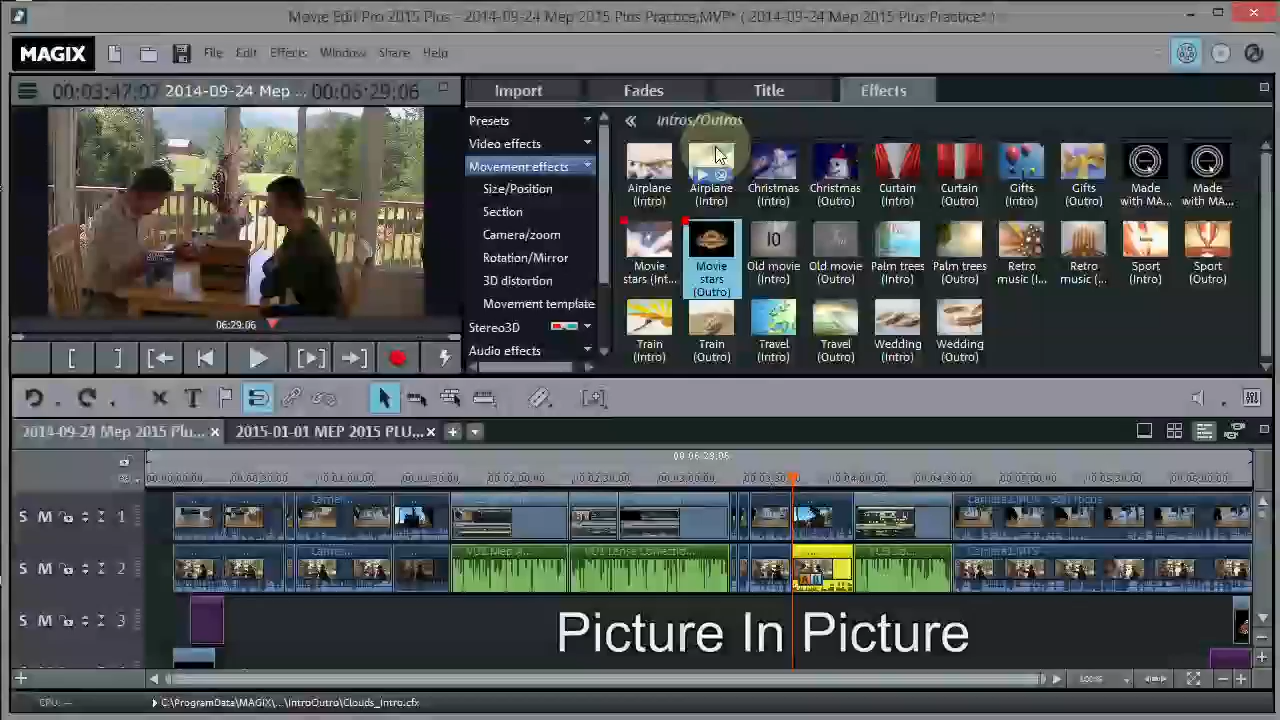 Movie Edit Pro 2015 Plus - 2014-09-24 Mep 2015 Plus Practice.MVP* ( 2014-09-24 Mep 2015 Plus Practice* )
MAGIX
File Edit Effects Window Share Help
00:03:47:07 2014-09-24 Mep ... 00:06:29:06
Import Fades Title Effects
Intros/Outros
Presets
Video effects
Movement effects
Size/Position
Section
Camera/zoom
Rotation/Mirror
3D distortion
Movement template
Stereo3D
Audio effects
Airplane (Intro)
Airplane (Intro)
Christmas (Intro)
Christmas (Outro)
Curtain (Intro)
Curtain (Outro)
Gifts (Intro)
Gifts (Outro)
Made with MA...
Made with MA...
Movie stars (Int...
Movie stars (Outro)
Old movie (Intro)
Old movie (Outro)
Palm trees (Intro)
Palm trees (Outro)
Retro music (I...
Retro music (...
Sport (Intro)
Sport (Outro)
Train (Intro)
Train (Outro)
Travel (Intro)
Travel (Outro)
Wedding (Intro)
Wedding (Outro)
06:29:06
2014-09-24 Mep 2015 Plu...
2015-01-01 MEP 2015 PLU...
00:06:29:06
S M 1
S M 2
S M 3
Picture In Picture
100%
CPU: —
C:\ProgramData\MAGIX\...\IntroOutro\Clouds_Intro.cfx